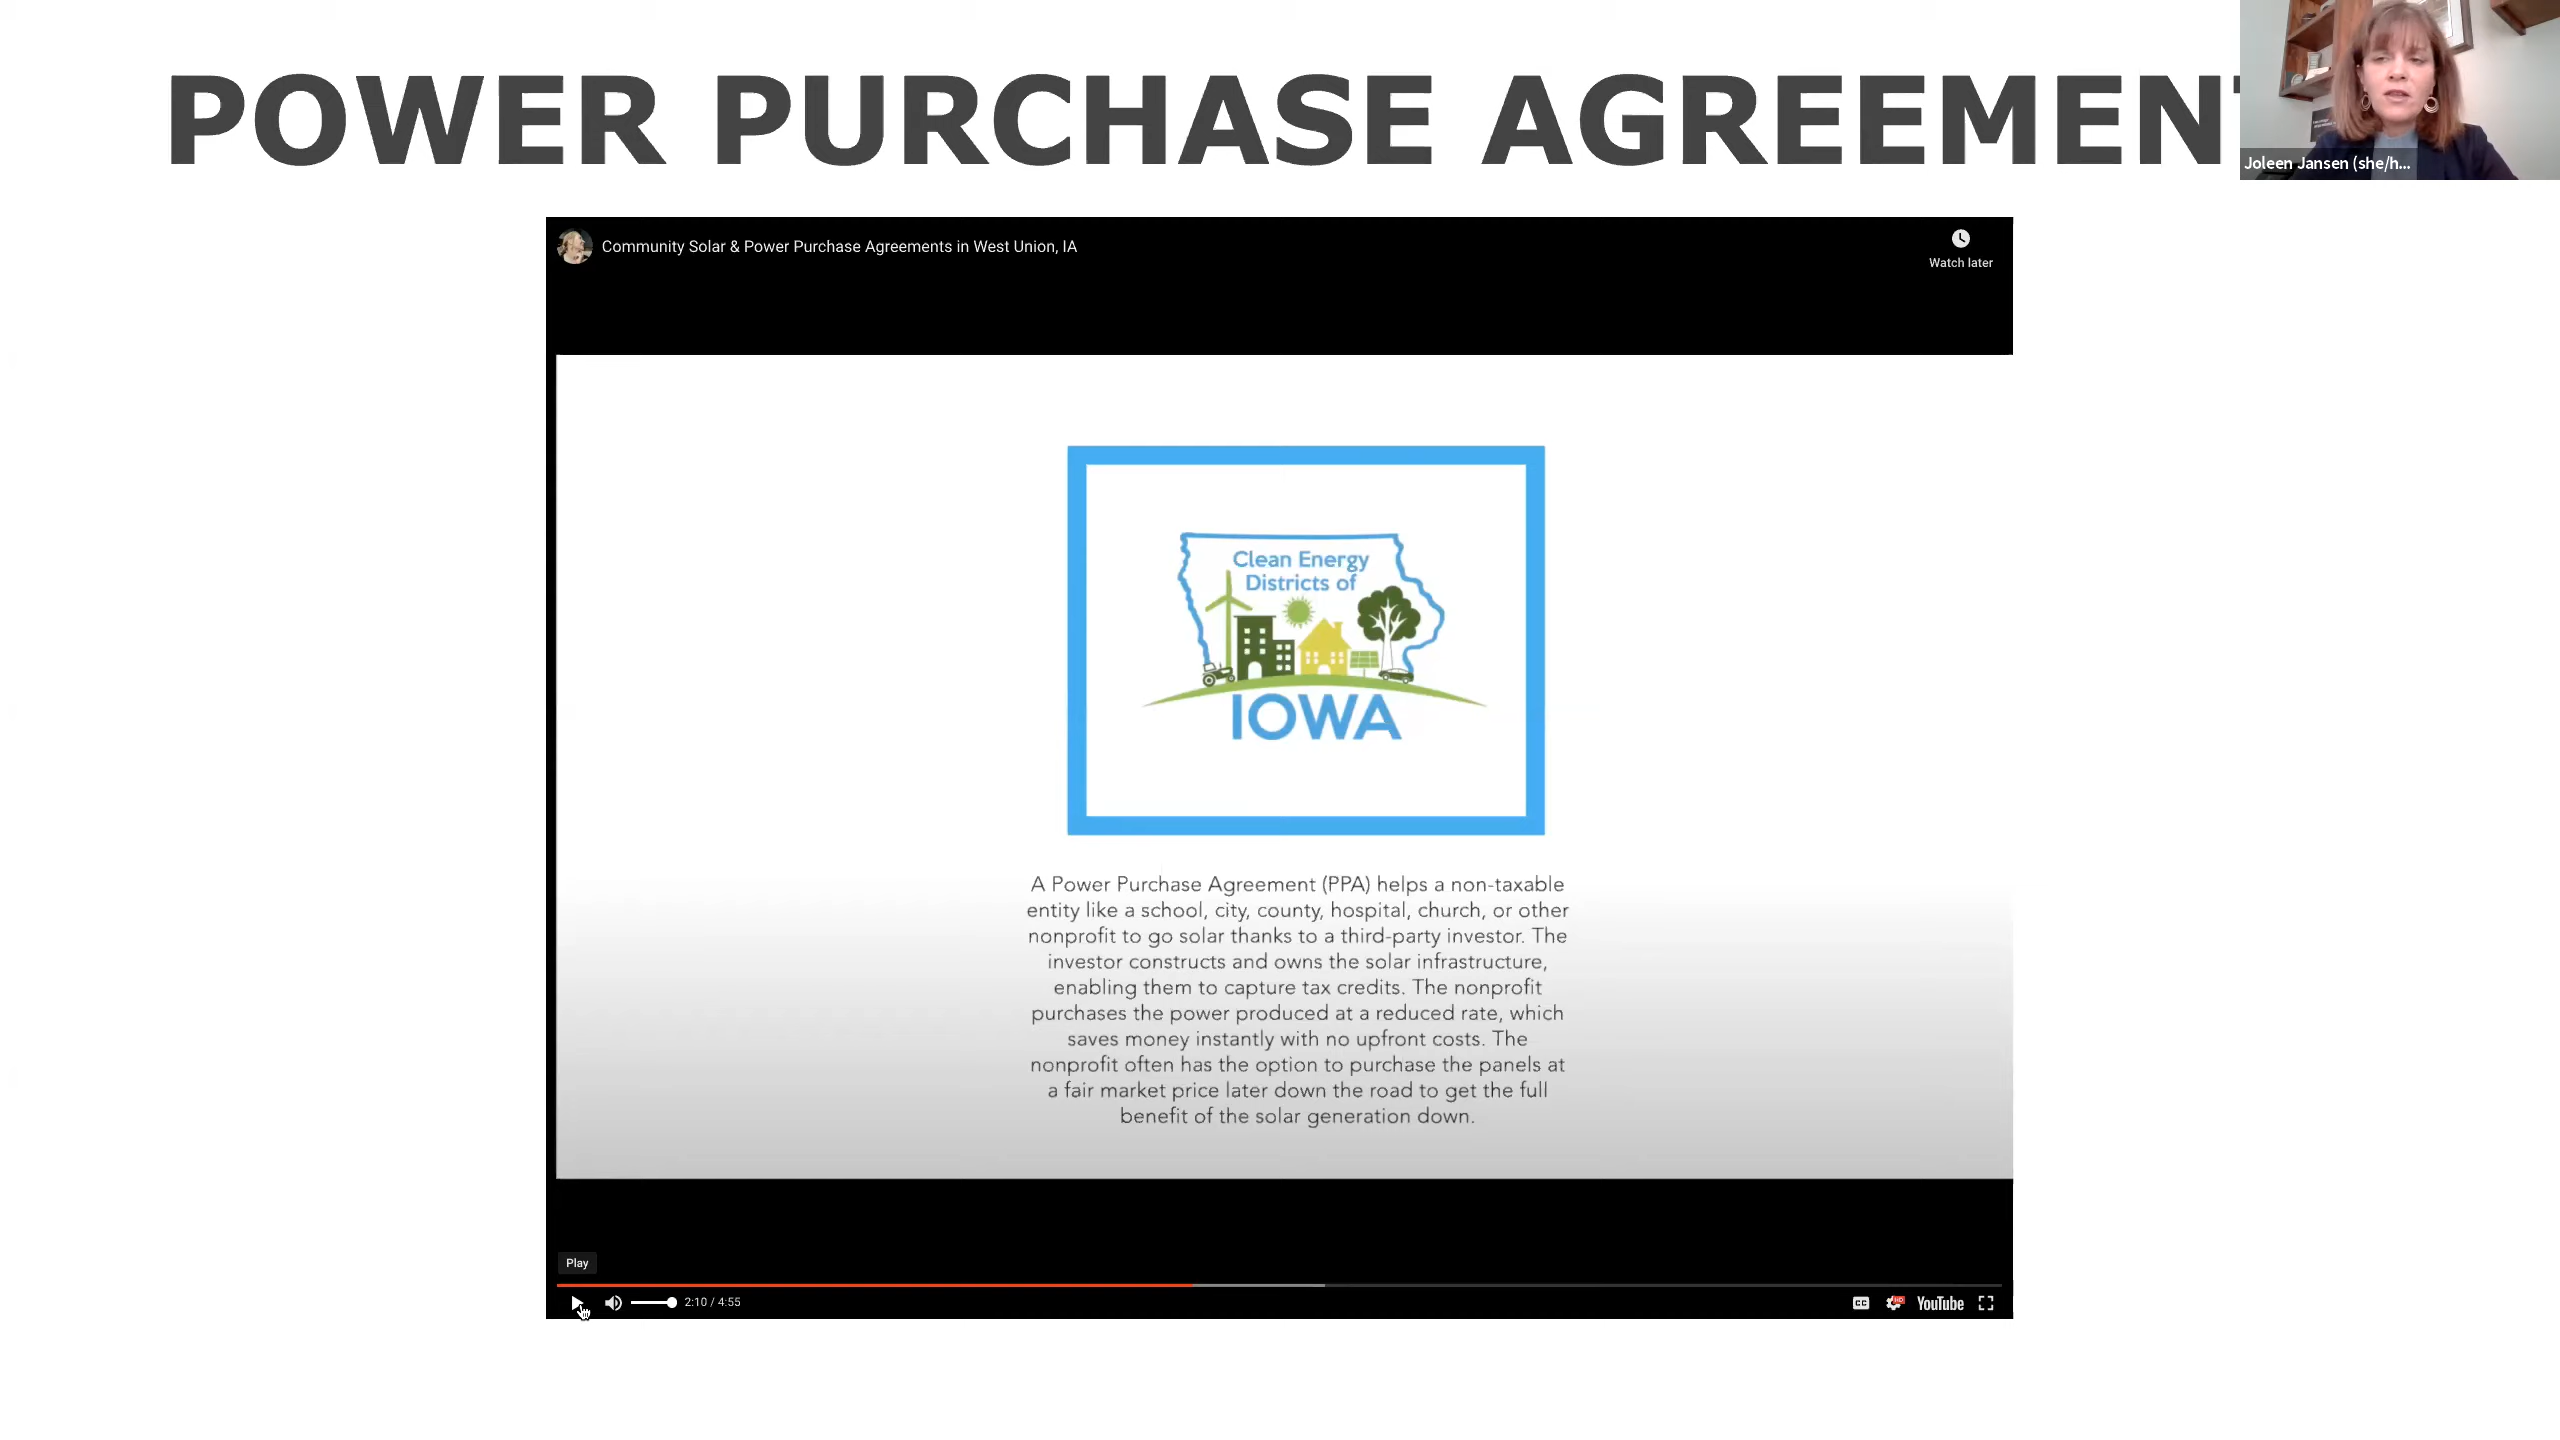 POWER PURCHASE AGREEMENT
Joleen Jansen (she/h...
Community Solar & Power Purchase Agreements in West Union, IA
Watch later
Clean Energy
Districts of
IOWA
A Power Purchase Agreement (PPA) helps a non-taxable
entity like a school, city, county, hospital, church, or other
nonprofit to go solar thanks to a third-party investor. The
investor constructs and owns the solar infrastructure,
enabling them to capture tax credits. The nonprofit
purchases the power produced at a reduced rate, which
saves money instantly with no upfront costs. The
nonprofit often has the option to purchase the panels at
a fair market price later down the road to get the full
benefit of the solar generation down.
Play
2:10 / 4:55
CC
HD
YouTube